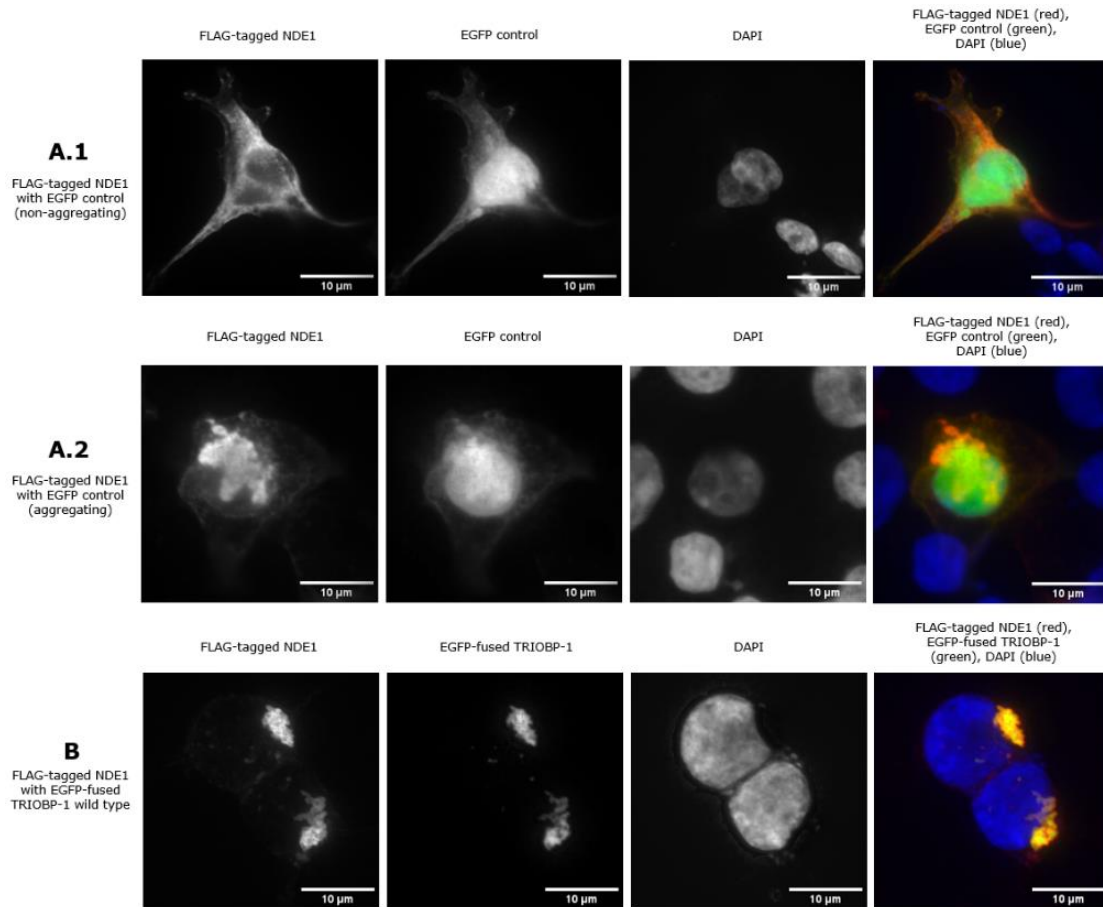 FLAG-tagged NDE1
EGFP control
DAPI
FLAG-tagged NDE1 (red),
EGFP control (green),
DAPI (blue)
A.1
FLAG-tagged NDE1
with EGFP control
(non-aggregating)
10 µm
10 µm
10 µm
10 µm
FLAG-tagged NDE1
EGFP control
DAPI
FLAG-tagged NDE1 (red),
EGFP control (green),
DAPI (blue)
A.2
FLAG-tagged NDE1
with EGFP control
(aggregating)
10 µm
10 µm
10 µm
10 µm
FLAG-tagged NDE1
EGFP-fused TRIOBP-1
DAPI
FLAG-tagged NDE1 (red),
EGFP-fused TRIOBP-1
(green), DAPI (blue)
B
FLAG-tagged NDE1
with EGFP-fused
TRIOBP-1 wild type
10 µm
10 µm
10 µm
10 µm